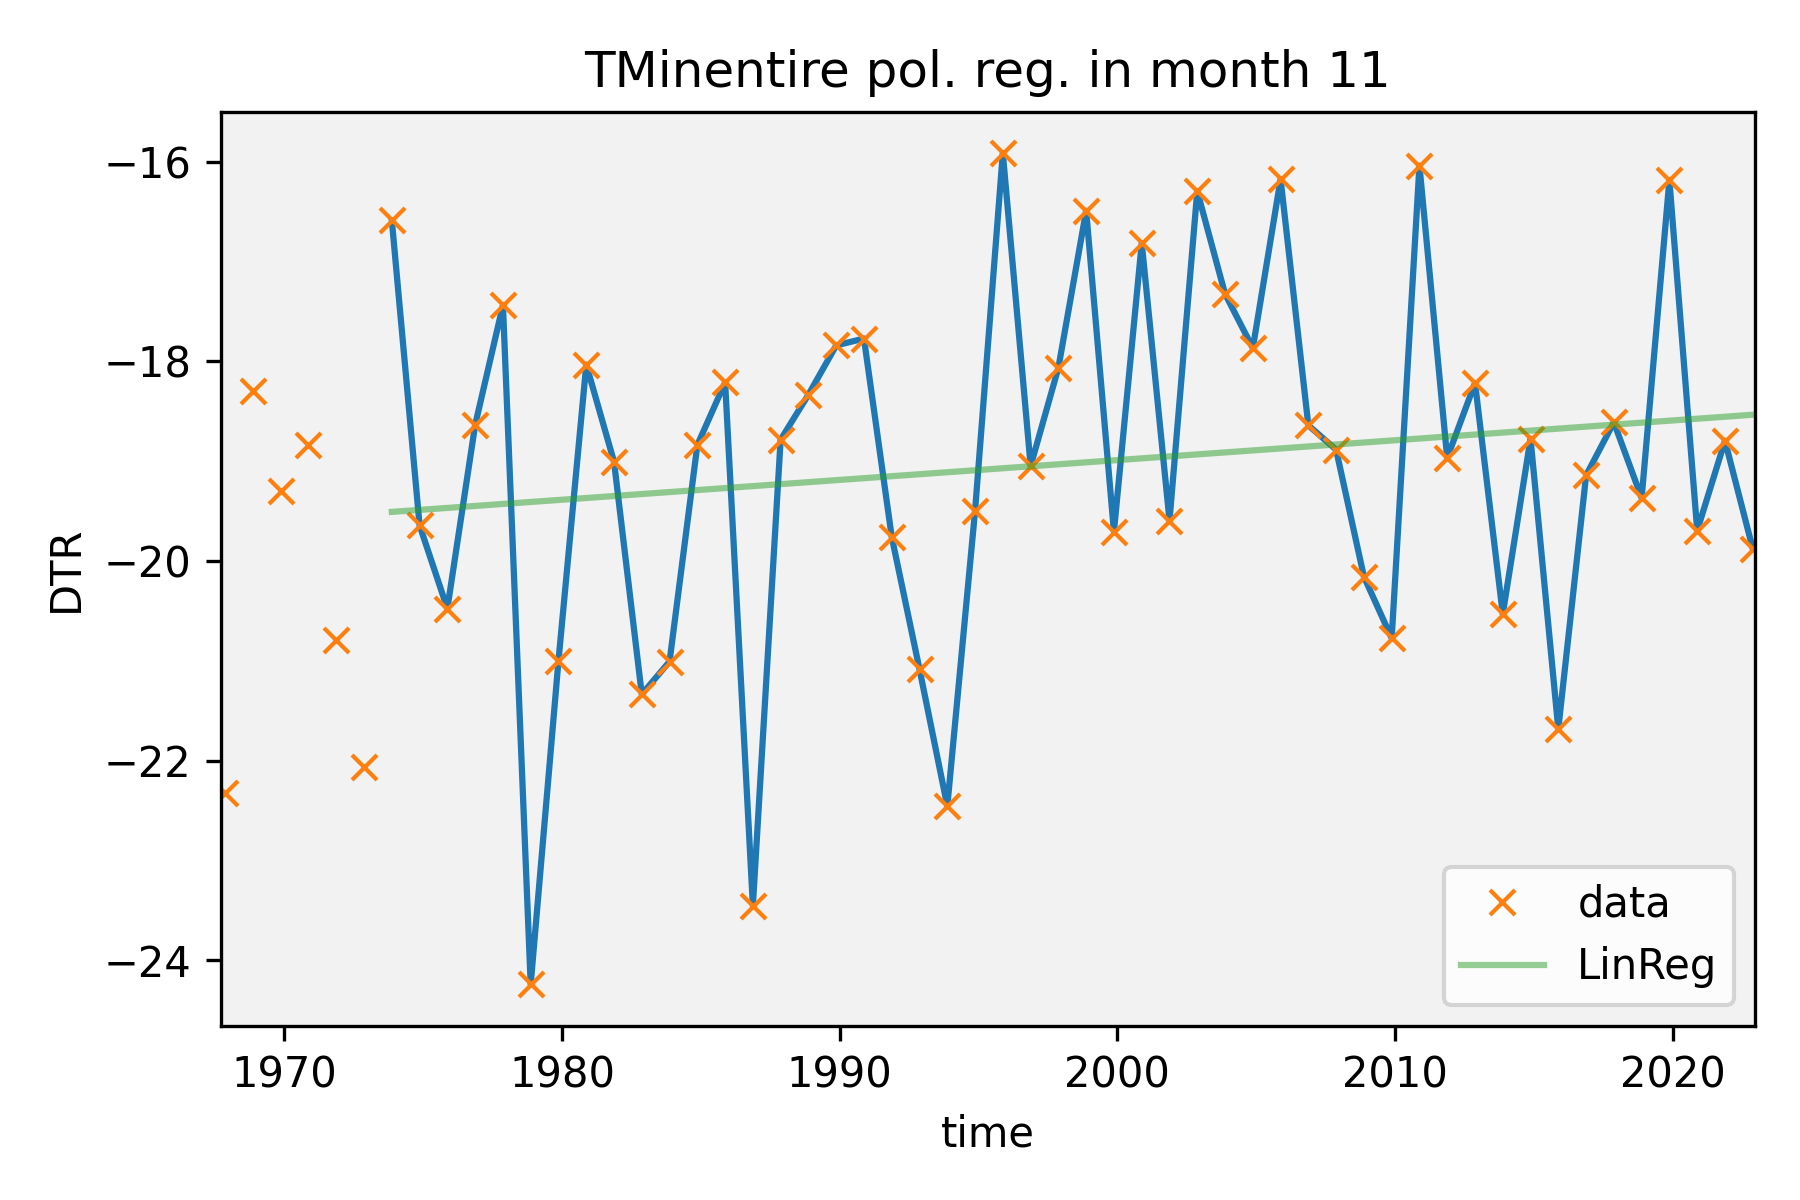 TMinentire pol. reg. in month 11
−16
−18
−20
−22
−24
DTR
1970
1980
1990
2000
2010
2020
time
data
LinReg